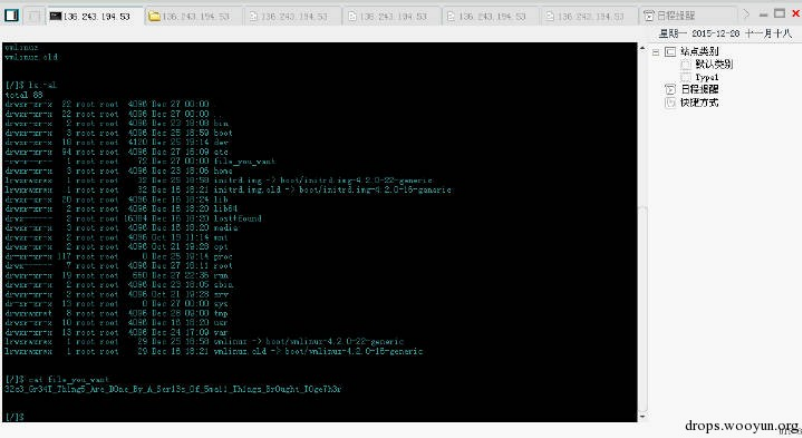 136.243.194.53
136.243.194.53
136.243.194.53
136.243.194.53
136.243.194.53
136.243.194.53
日程提醒
星期一 2015-12-28 十一月十八
站点类别
默认类别
Type1
日程提醒
快捷方式
vmlinuz
vmlinuz.old
[/]$ ls -al
total 88
drwxr-xr-x 22 root root 4096 Dec 27 00:00 .
drwxr-xr-x 22 root root 4096 Dec 27 00:00 ..
drwxr-xr-x 2 root root 4096 Dec 23 18:08 bin
drwxr-xr-x 3 root root 4096 Dec 25 16:59 boot
drwxr-xr-x 18 root root 4120 Dec 25 19:14 dev
drwxr-xr-x 94 root root 4096 Dec 27 16:09 etc
-rw-r--r-- 1 root root 72 Dec 27 00:00 file_you_want
drwxr-xr-x 3 root root 4096 Dec 23 18:06 home
lrwxrwxrwx 1 root root 32 Dec 25 16:58 initrd.img -> boot/initrd.img-4.2.0-22-generic
lrwxrwxrwx 1 root root 32 Dec 16 18:21 initrd.img.old -> boot/initrd.img-4.2.0-16-generic
drwxr-xr-x 20 root root 4096 Dec 16 18:24 lib
drwxr-xr-x 2 root root 4096 Dec 16 18:20 lib64
drwx------ 2 root root 16384 Dec 16 18:20 lost+found
drwxr-xr-x 3 root root 4096 Dec 16 18:20 media
drwxr-xr-x 2 root root 4096 Oct 19 11:14 mnt
drwxr-xr-x 2 root root 4096 Oct 21 19:28 opt
dr-xr-xr-x 117 root root 0 Dec 25 19:14 proc
drwx------ 7 root root 4096 Dec 27 16:11 root
drwxr-xr-x 19 root root 660 Dec 27 22:36 run
drwxr-xr-x 2 root root 4096 Dec 23 18:05 sbin
drwxr-xr-x 2 root root 4096 Oct 21 19:28 srv
dr-xr-xr-x 13 root root 0 Dec 27 00:00 sys
drwxrwxrwt 8 root root 4096 Dec 28 09:00 tmp
drwxr-xr-x 10 root root 4096 Dec 16 18:20 usr
drwxr-xr-x 13 root root 4096 Dec 24 17:09 var
lrwxrwxrwx 1 root root 29 Dec 25 16:58 vmlinuz -> boot/vmlinuz-4.2.0-22-generic
lrwxrwxrwx 1 root root 29 Dec 16 18:21 vmlinuz.old -> boot/vmlinuz-4.2.0-16-generic
[/]$ cat file_you_want
[/]$
drops.wooyun.org